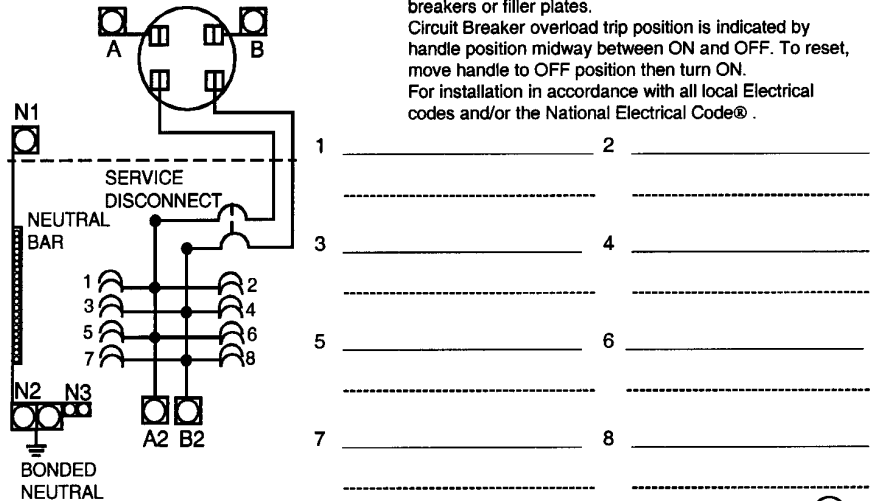 breakers or filler plates.
Circuit Breaker overload trip position is indicated by
handle position midway between ON and OFF. To reset,
move handle to OFF position then turn ON.
For installation in accordance with all local Electrical
codes and/or the National Electrical Code® .
A
B
N1
SERVICE
DISCONNECT
NEUTRAL
BAR
1
2
3
4
5
6
7
8
N2
N3
A2
B2
BONDED
NEUTRAL
1
2
3
4
5
6
7
8